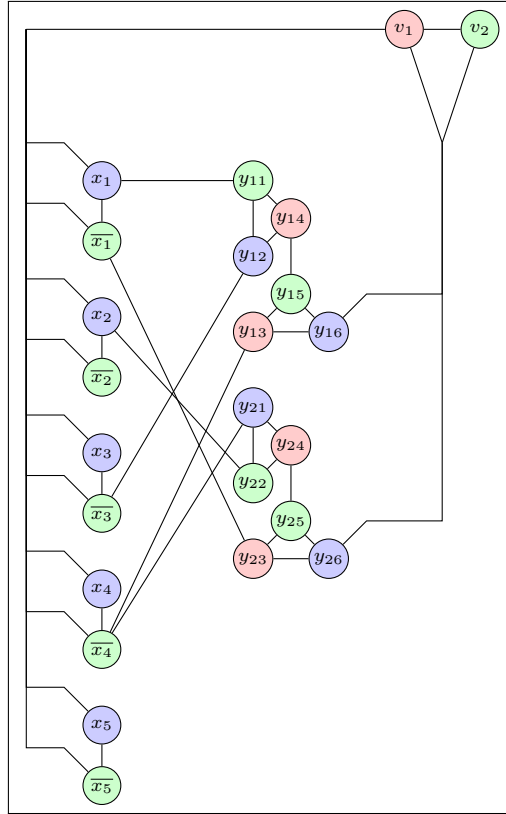 v₁ v₂
x₁ y₁₁
y₁₄
x̅₁ y₁₂
y₁₅
x₂ y₁₃ y₁₆
x̅₂
y₂₁
x₃ y₂₄
y₂₂
x̅₃ y₂₅
y₂₃ y₂₆
x₄
x̅₄
x₅
x̅₅